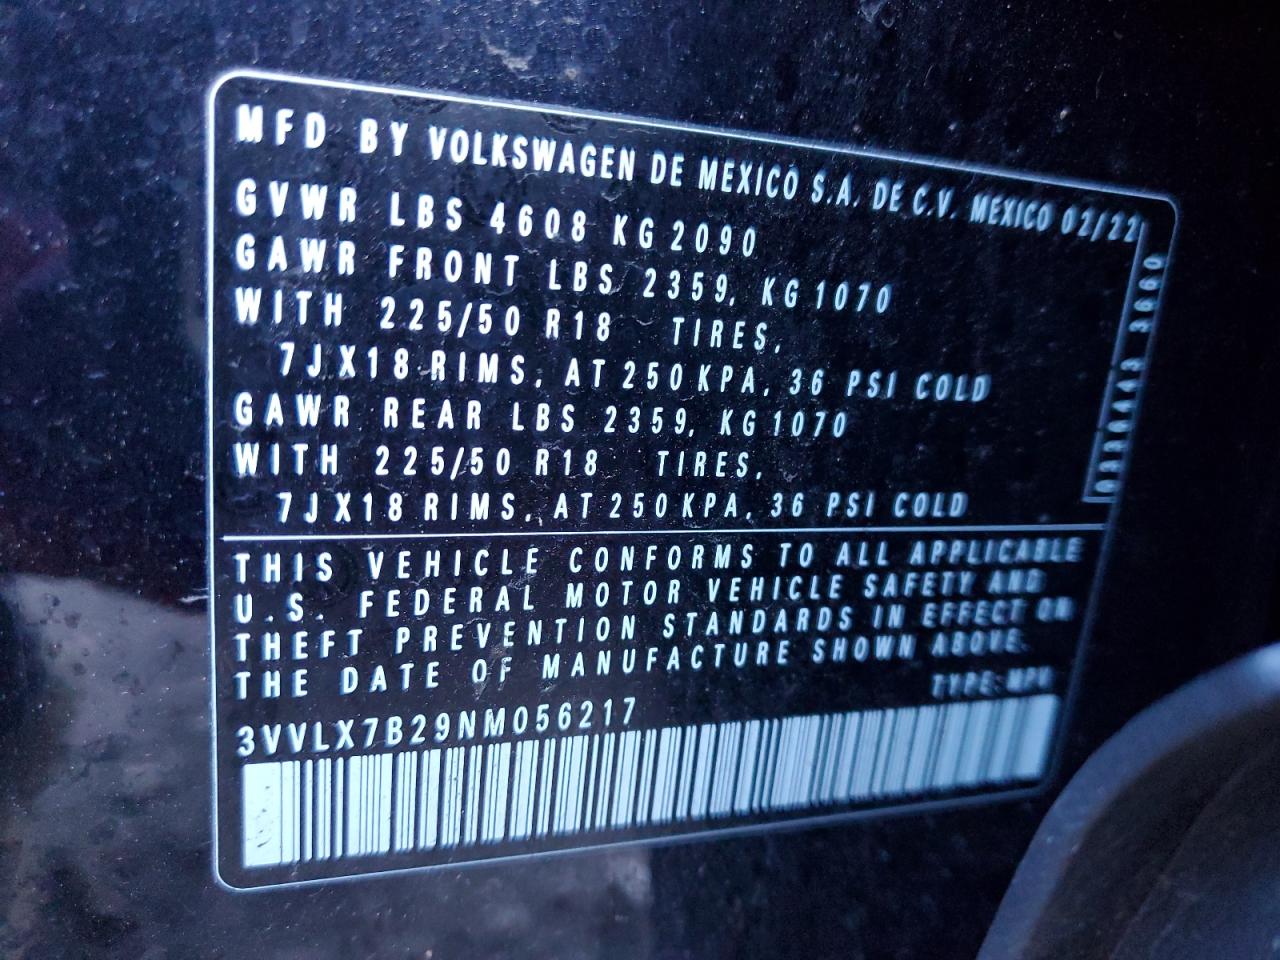 MFD BY VOLKSWAGEN DE MEXICO S.A. DE C.V. MEXICO 02/22
GVWR LBS 4608 KG 2090
GAWR FRONT LBS 2359, KG 1070
WITH 225/50 R18 TIRES,
7JX18 RIMS, AT 250 KPA, 36 PSI COLD
GAWR REAR LBS 2359, KG 1070
WITH 225/50 R18 TIRES,
7JX18 RIMS, AT 250 KPA, 36 PSI COLD
THIS VEHICLE CONFORMS TO ALL APPLICABLE
U.S. FEDERAL MOTOR VEHICLE SAFETY AND
THEFT PREVENTION STANDARDS IN EFFECT ON
THE DATE OF MANUFACTURE SHOWN ABOVE.
TYPE: MPV
3VVLX7B29NM056217